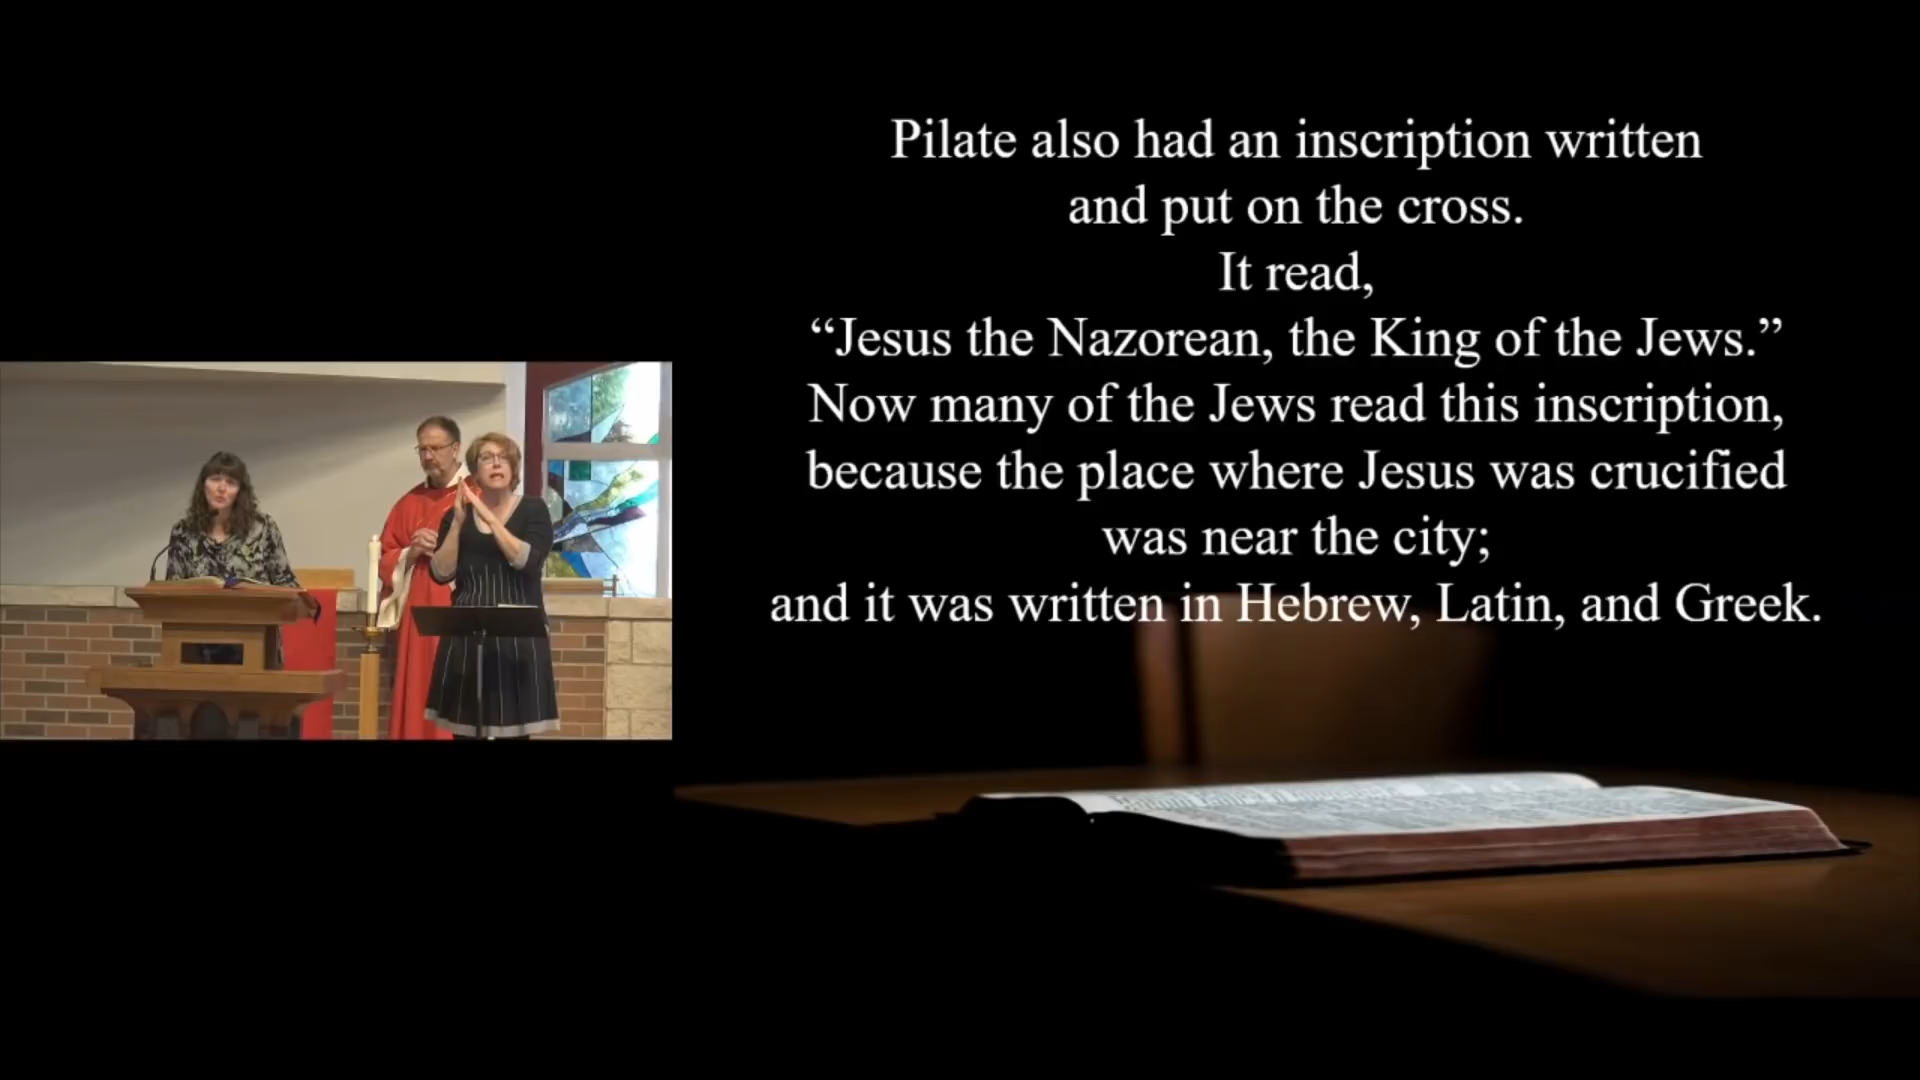 Pilate also had an inscription written
and put on the cross.
It read,
“Jesus the Nazorean, the King of the Jews.”
Now many of the Jews read this inscription,
because the place where Jesus was crucified
was near the city;
and it was written in Hebrew, Latin, and Greek.